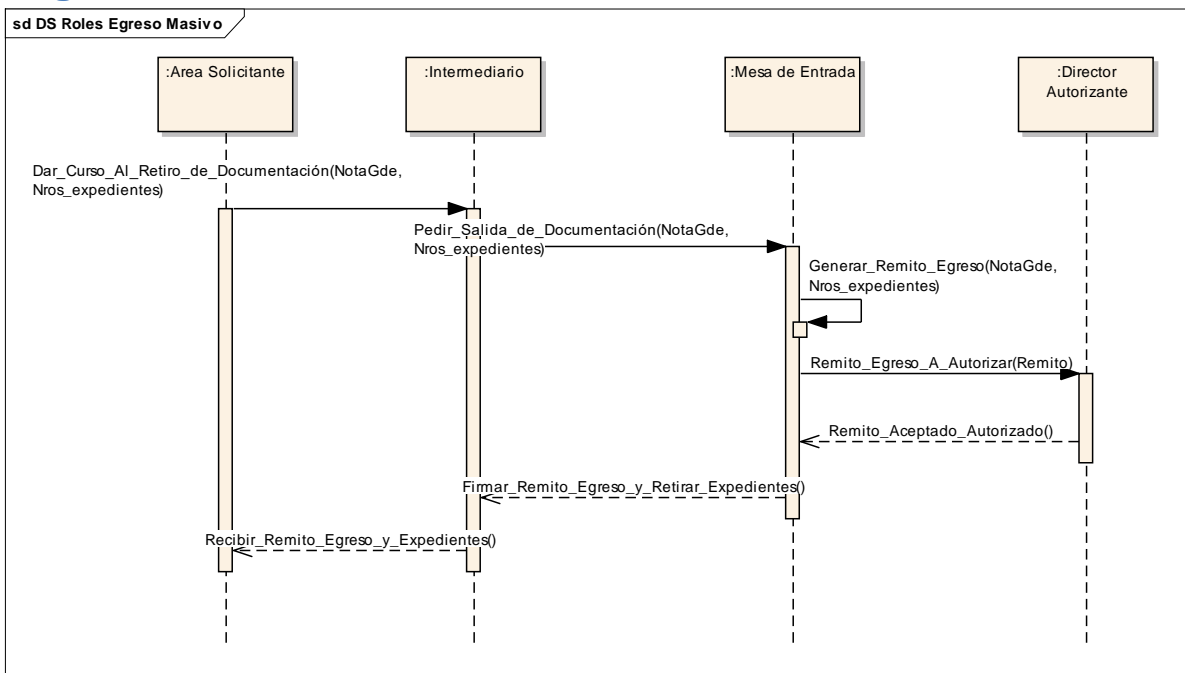 sd DS Roles Egreso Masivo
:Area Solicitante
:Intermediario
:Mesa de Entrada
:Director
Autorizante
Dar_Curso_Al_Retiro_de_Documentación(NotaGde,
Nros_expedientes)
Pedir_Salida_de_Documentación(NotaGde,
Nros_expedientes)
Generar_Remito_Egreso(NotaGde,
Nros_expedientes)
Remito_Egreso_A_Autorizar(Remito)
Remito_Aceptado_Autorizado()
Firmar_Remito_Egreso_y_Retirar_Expedientes()
Recibir_Remito_Egreso_y_Expedientes()